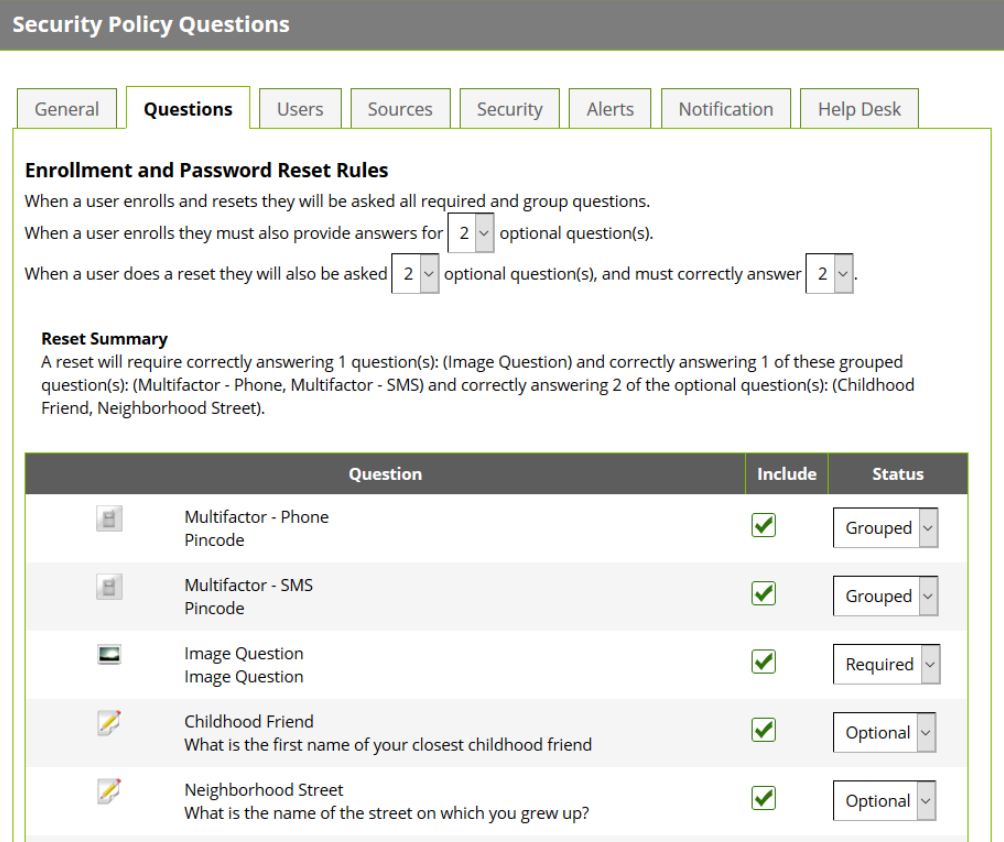 Security Policy Questions
General Questions Users Sources Security Alerts Notification Help Desk
Enrollment and Password Reset Rules
When a user enrolls and resets they will be asked all required and group questions.
When a user enrolls they must also provide answers for 2 optional question(s).
When a user does a reset they will also be asked 2 optional question(s), and must correctly answer 2.
Reset Summary
A reset will require correctly answering 1 question(s): (Image Question) and correctly answering 1 of these grouped
question(s): (Multifactor - Phone, Multifactor - SMS) and correctly answering 2 of the optional question(s): (Childhood
Friend, Neighborhood Street).
Question Include Status
Multifactor - Phone
Pincode
Grouped
Multifactor - SMS
Pincode
Grouped
Image Question
Image Question
Required
Childhood Friend
What is the first name of your closest childhood friend
Optional
Neighborhood Street
What is the name of the street on which you grew up?
Optional